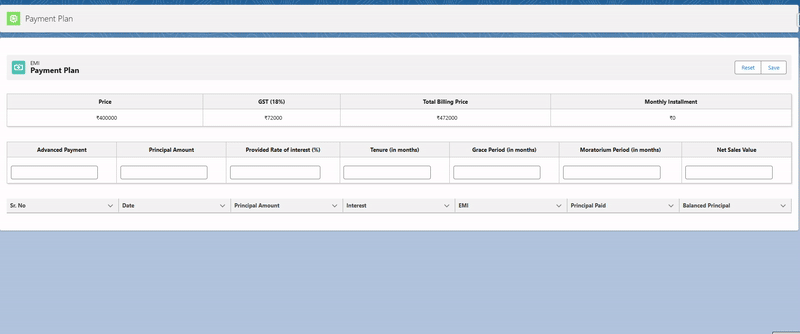 Payment Plan
EMI
Payment Plan
Reset Save
Price GST (18%) Total Billing Price Monthly Installment
₹400000 ₹72000 ₹472000 ₹0
Advanced Payment Principal Amount Provided Rate of interest (%) Tenure (in months) Grace Period (in months) Moratorium Period (in months) Net Sales Value
Sr. No Date Principal Amount Interest EMI Principal Paid Balanced Principal